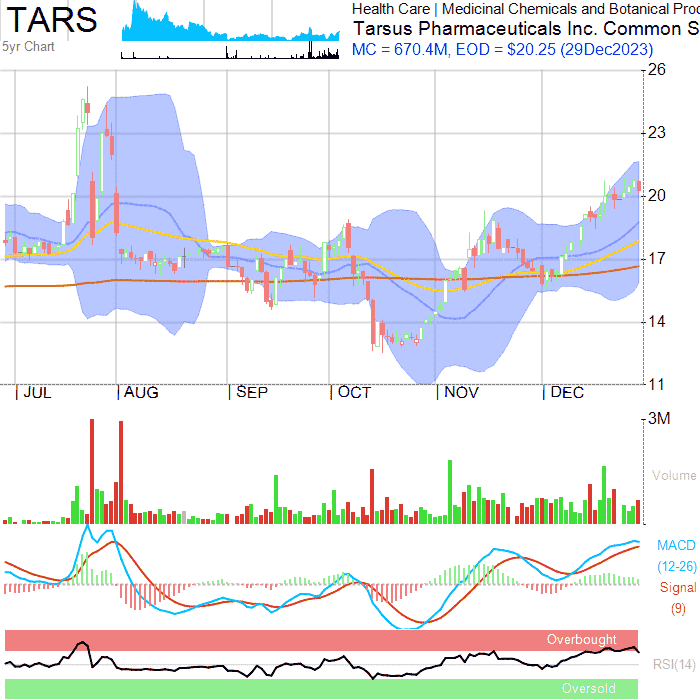 TARS
5yr Chart
Health Care | Medicinal Chemicals and Botanical Pro
Tarsus Pharmaceuticals Inc. Common S
MC = 670.4M, EOD = $20.25 (29Dec2023)
26
23
20
17
14
11
JUL
AUG
SEP
OCT
NOV
DEC
3M
Volume
MACD
(12-26)
Signal
(9)
Overbought
RSI(14)
Oversold